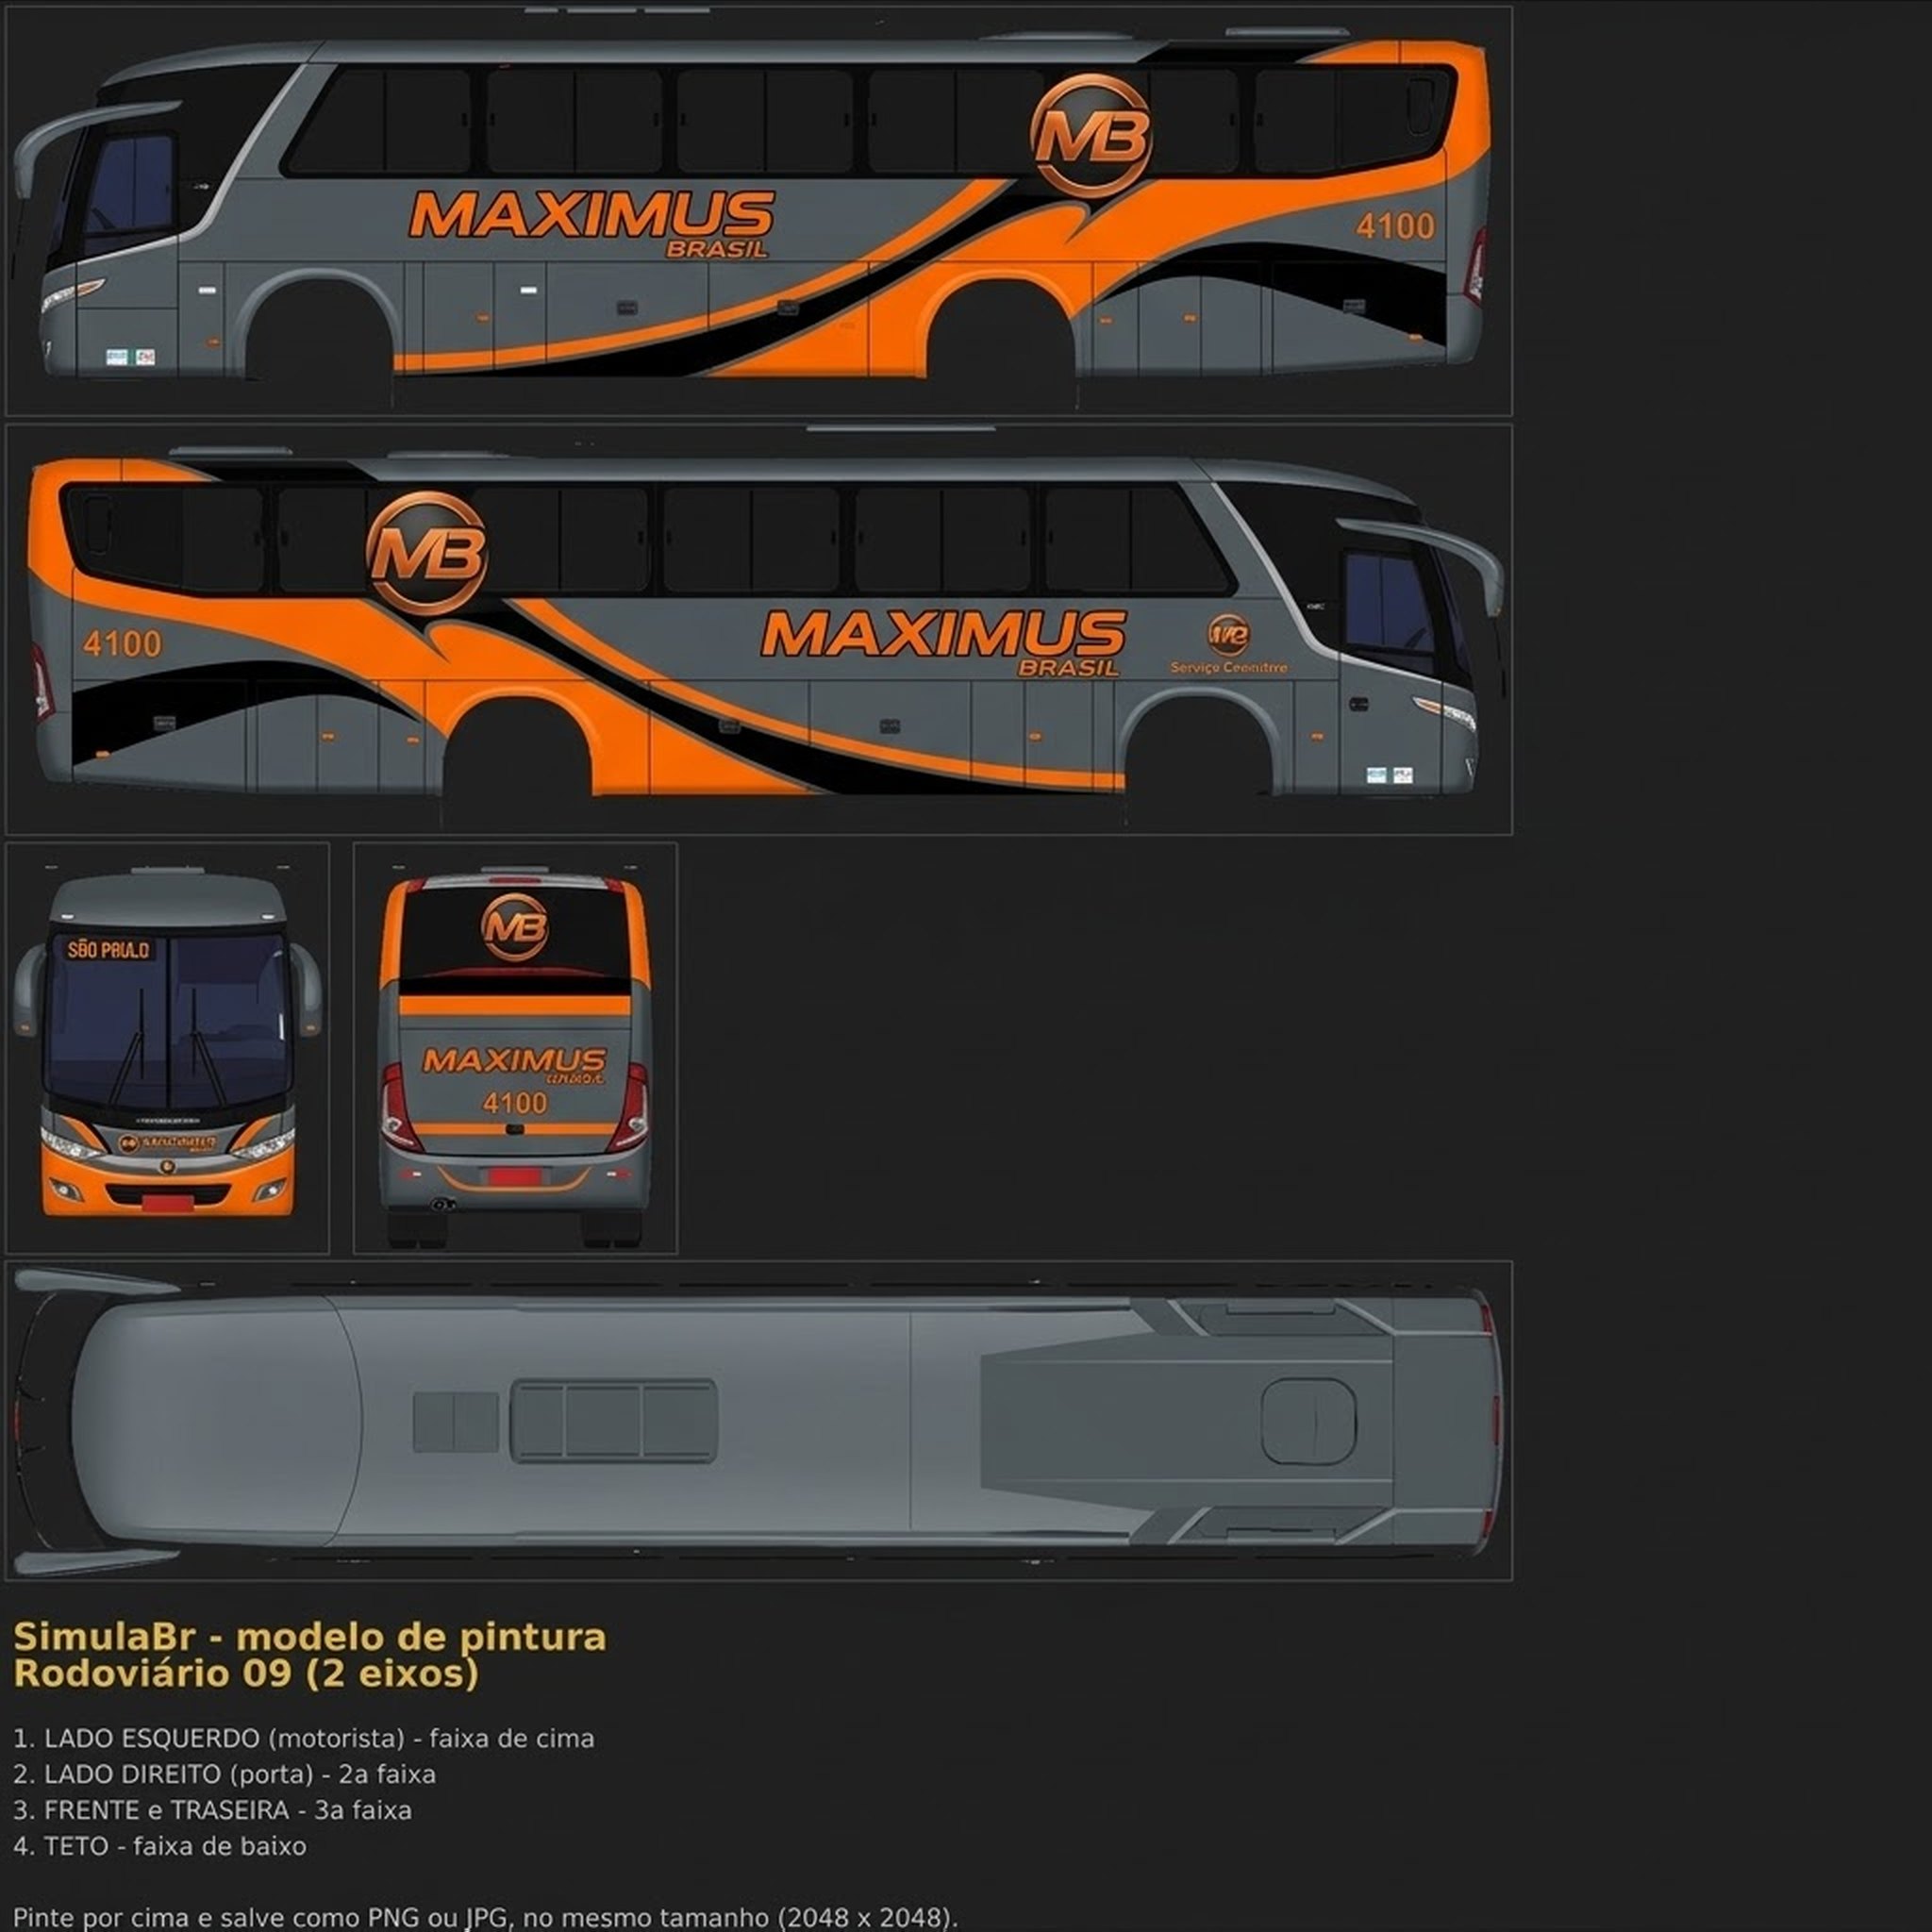 MB
MAXIMUS
BRASIL
4100
MB
MAXIMUS
BRASIL
4100
SÃO PAULO
MB
MAXIMUS
4100
SimulaBr - modelo de pintura
Rodoviário 09 (2 eixos)
1. LADO ESQUERDO (motorista) - faixa de cima
2. LADO DIREITO (porta) - 2a faixa
3. FRENTE e TRASEIRA - 3a faixa
4. TETO - faixa de baixo
Pinte por cima e salve como PNG ou JPG, no mesmo tamanho (2048 x 2048).